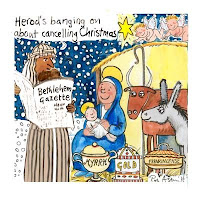 Herod's banging on
about cancelling Christmas
Bethlehem
Gazette
MYRRH
GOLD
FRANKINCENSE